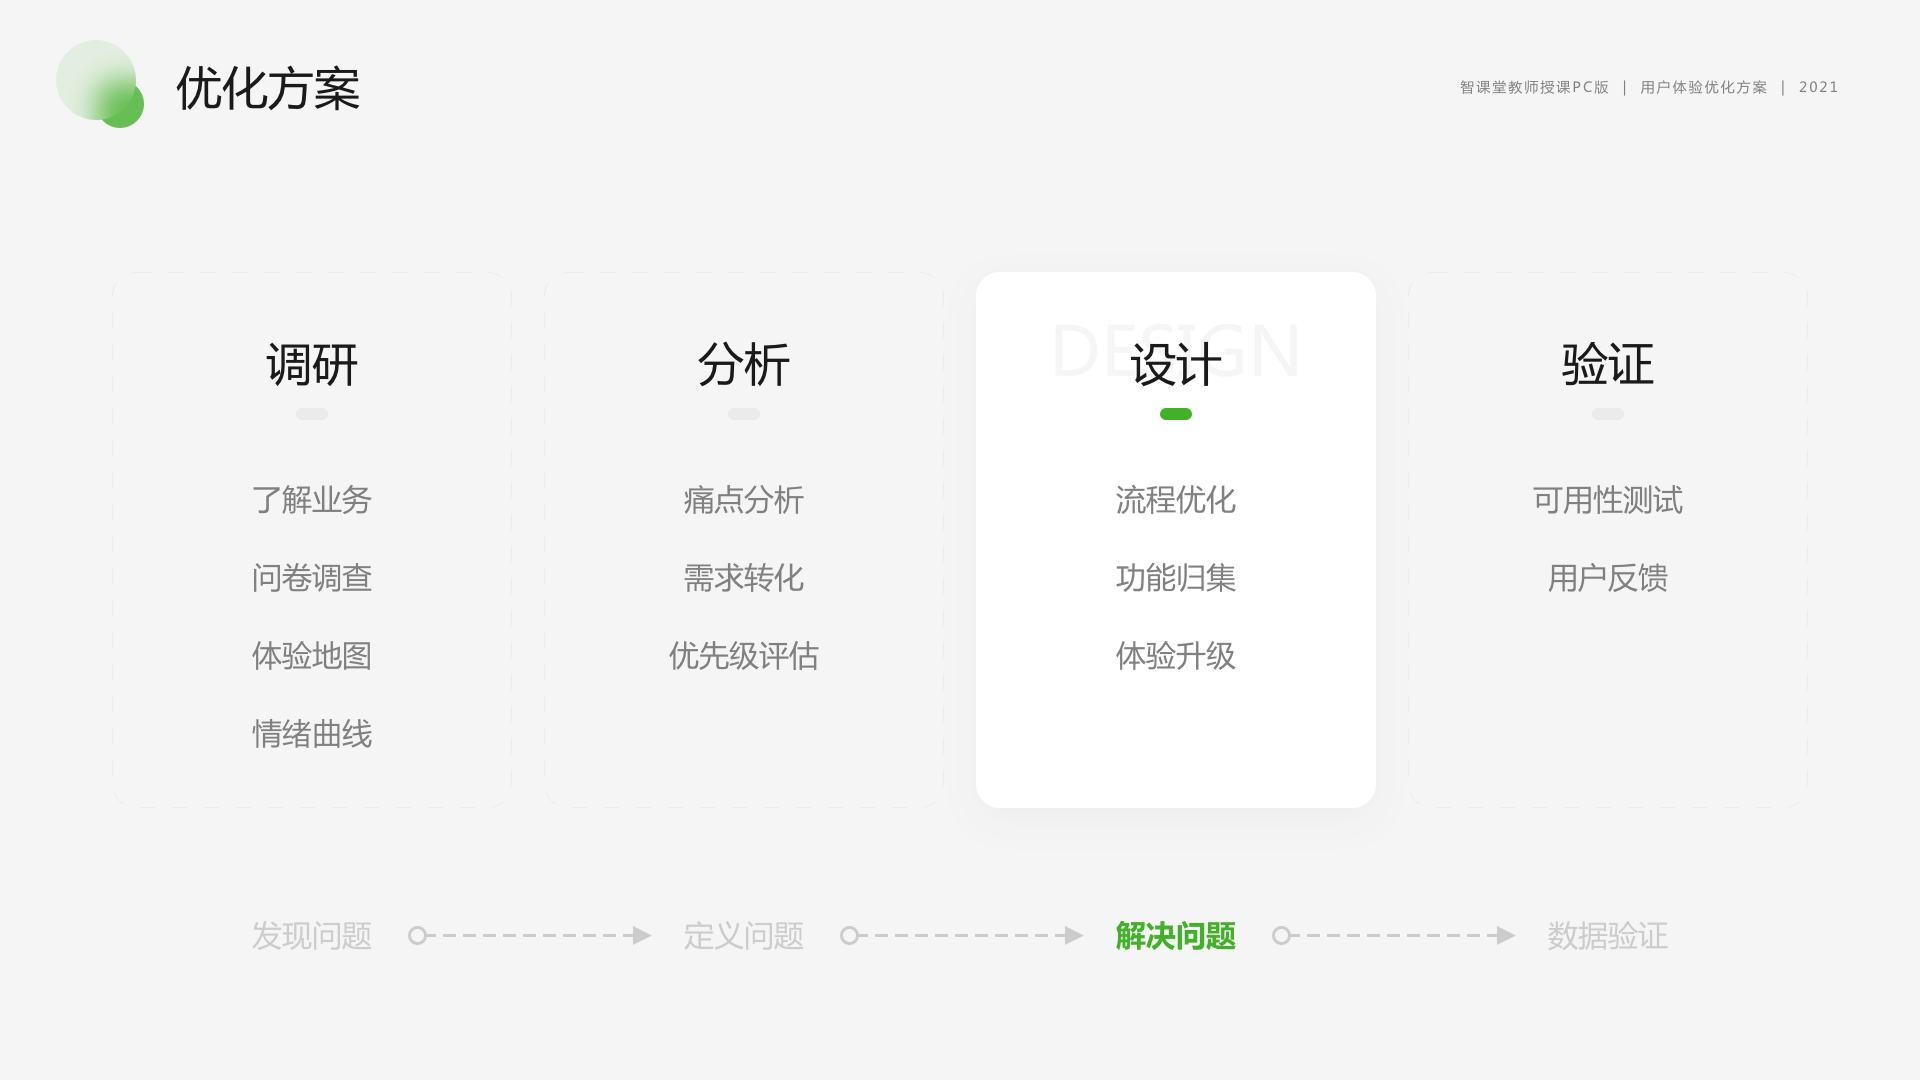 优化方案
智课堂教师授课PC版 | 用户体验优化方案 | 2021
调研
了解业务
问卷调查
体验地图
情绪曲线
分析
痛点分析
需求转化
优先级评估
DESIGN
设计
流程优化
功能归集
体验升级
验证
可用性测试
用户反馈
发现问题
定义问题
解决问题
数据验证